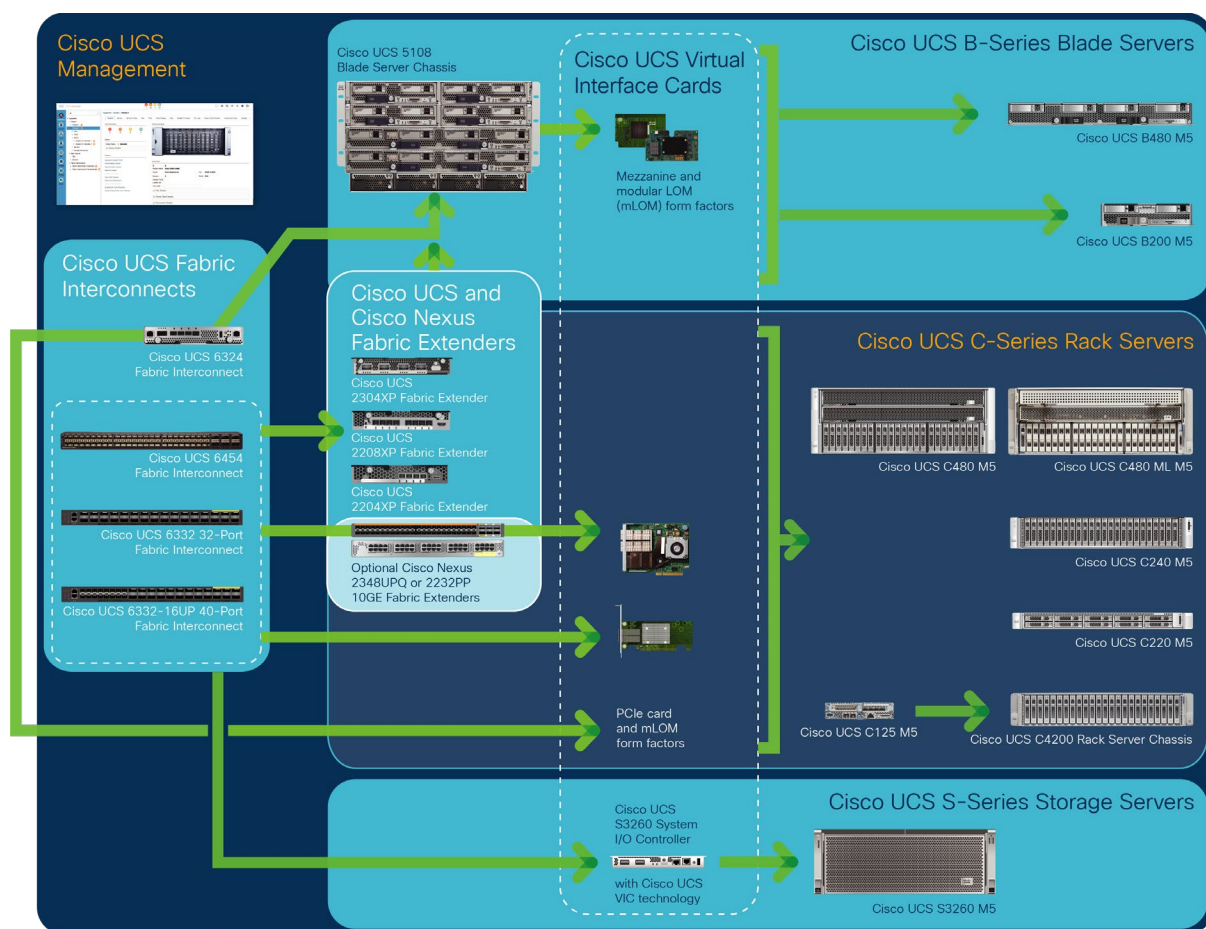 Cisco UCS
Management
Cisco UCS 5108
Blade Server Chassis
Cisco UCS Virtual
Interface Cards
Mezzanine and
modular LOM
(mLOM) form factors
Cisco UCS B-Series Blade Servers
Cisco UCS B480 M5
Cisco UCS B200 M5
Cisco UCS Fabric
Interconnects
Cisco UCS 6324
Fabric Interconnect
Cisco UCS 6454
Fabric Interconnect
Cisco UCS 6332 32-Port
Fabric Interconnect
Cisco UCS 6332-16UP 40-Port
Fabric Interconnect
Cisco UCS and
Cisco Nexus
Fabric Extenders
Cisco UCS
2304XP Fabric Extender
Cisco UCS
2208XP Fabric Extender
Cisco UCS
2204XP Fabric Extender
Optional Cisco Nexus
2348UPQ or 2232PP
10GE Fabric Extenders
PCIe card
and mLOM
form factors
Cisco UCS C-Series Rack Servers
Cisco UCS C480 M5
Cisco UCS C480 ML M5
Cisco UCS C240 M5
Cisco UCS C220 M5
Cisco UCS C125 M5
Cisco UCS C4200 Rack Server Chassis
Cisco UCS S-Series Storage Servers
Cisco UCS
S3260 System
I/O Controller
with Cisco UCS
VIC technology
Cisco UCS S3260 M5